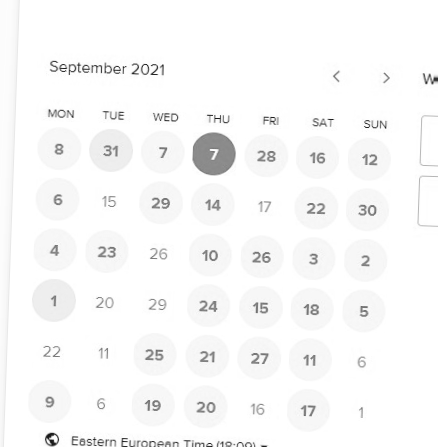 September 2021
W
MON TUE WED THU FRI SAT SUN
8 31 7 7 28 16 12
6 15 29 14 17 22 30
4 23 26 10 26 3 2
1 20 29 24 15 18 5
22 11 25 21 27 11 6
9 6 19 20 16 17 1
Eastern European Time (18:09)